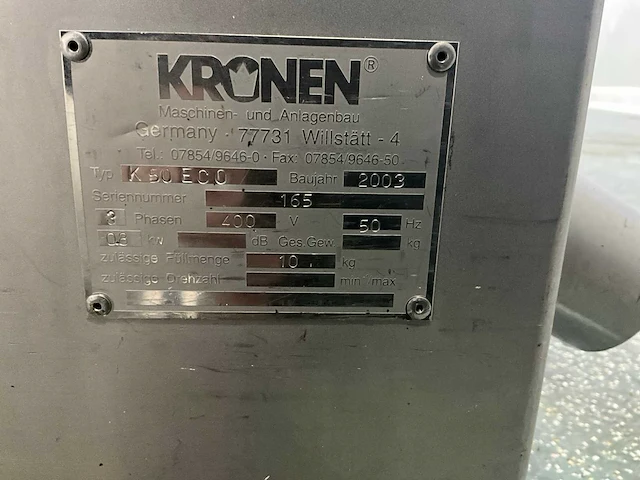 KRONEN®
Maschinen- und Anlagenbau
Germany · 77731 Willstätt - 4
Tel.: 07854/9646-0 · Fax: 07854/9646-50
Typ K 50 ECO Baujahr 2003
Seriennummer 165
3 Phasen 400 V 50 Hz
kw dB Ges.Gew kg
zulässige Füllmenge 10 kg
zulässige Drehzahl min /max